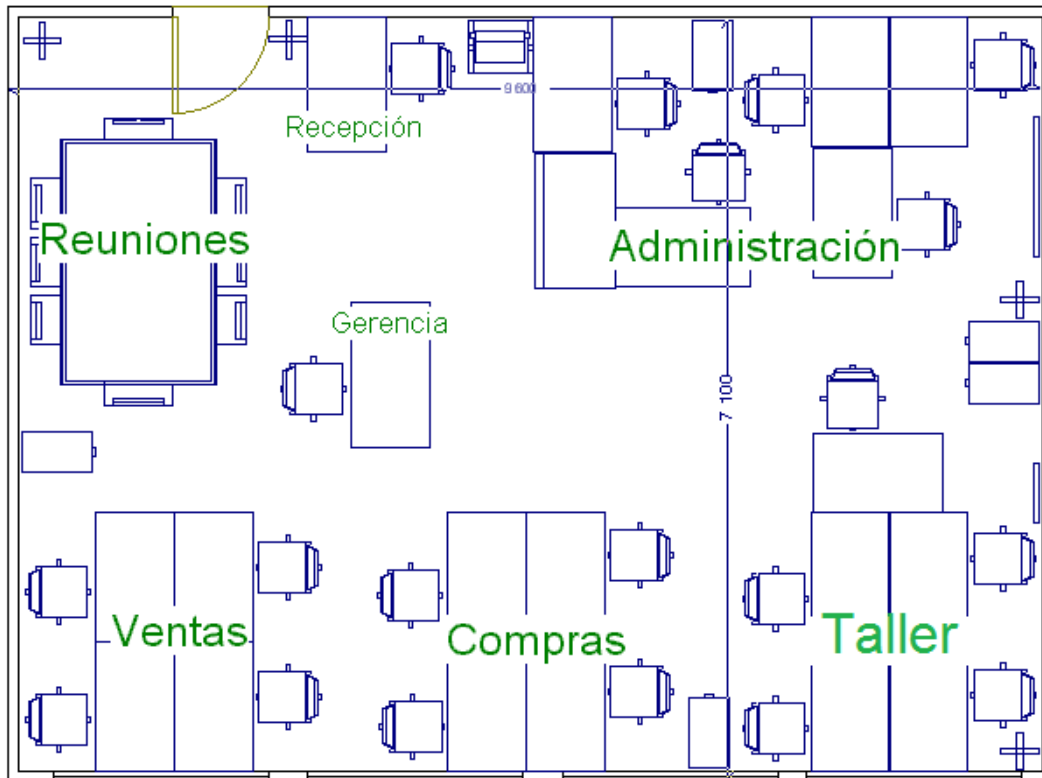 9 600
Recepción
Reuniones
Administración
Gerencia
7 100
Ventas
Compras
Taller